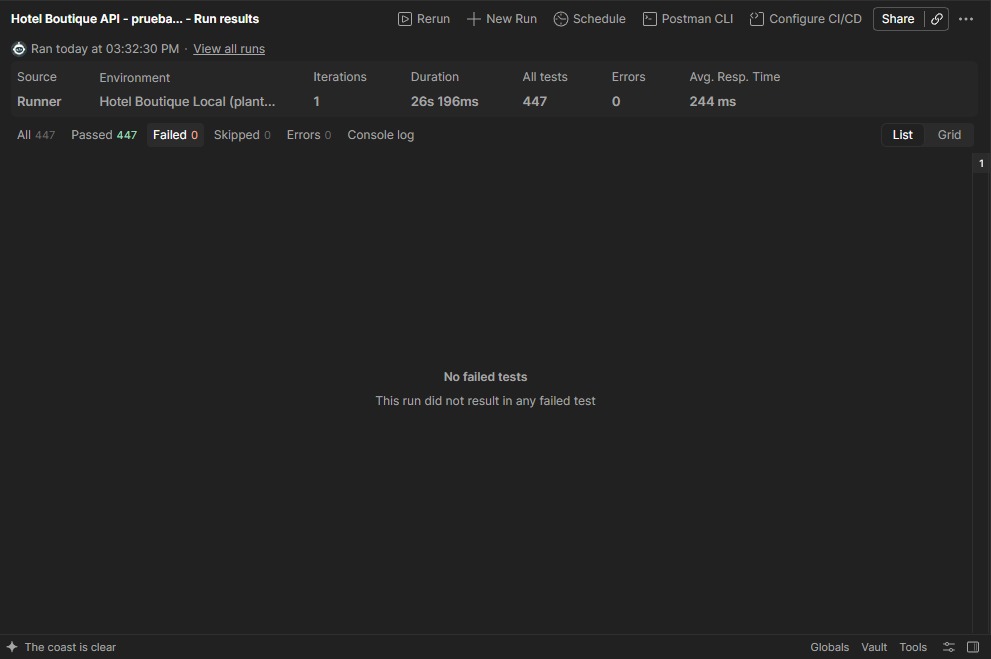 Hotel Boutique API - prueba... - Run results Rerun New Run Schedule Postman CLI Configure CI/CD Share
Ran today at 03:32:30 PM · View all runs
Source Environment Iterations Duration All tests Errors Avg. Resp. Time
Runner Hotel Boutique Local (plant... 1 26s 196ms 447 0 244 ms
All 447 Passed 447 Failed 0 Skipped 0 Errors 0 Console log List Grid
1
No failed tests
This run did not result in any failed test
The coast is clear Globals Vault Tools